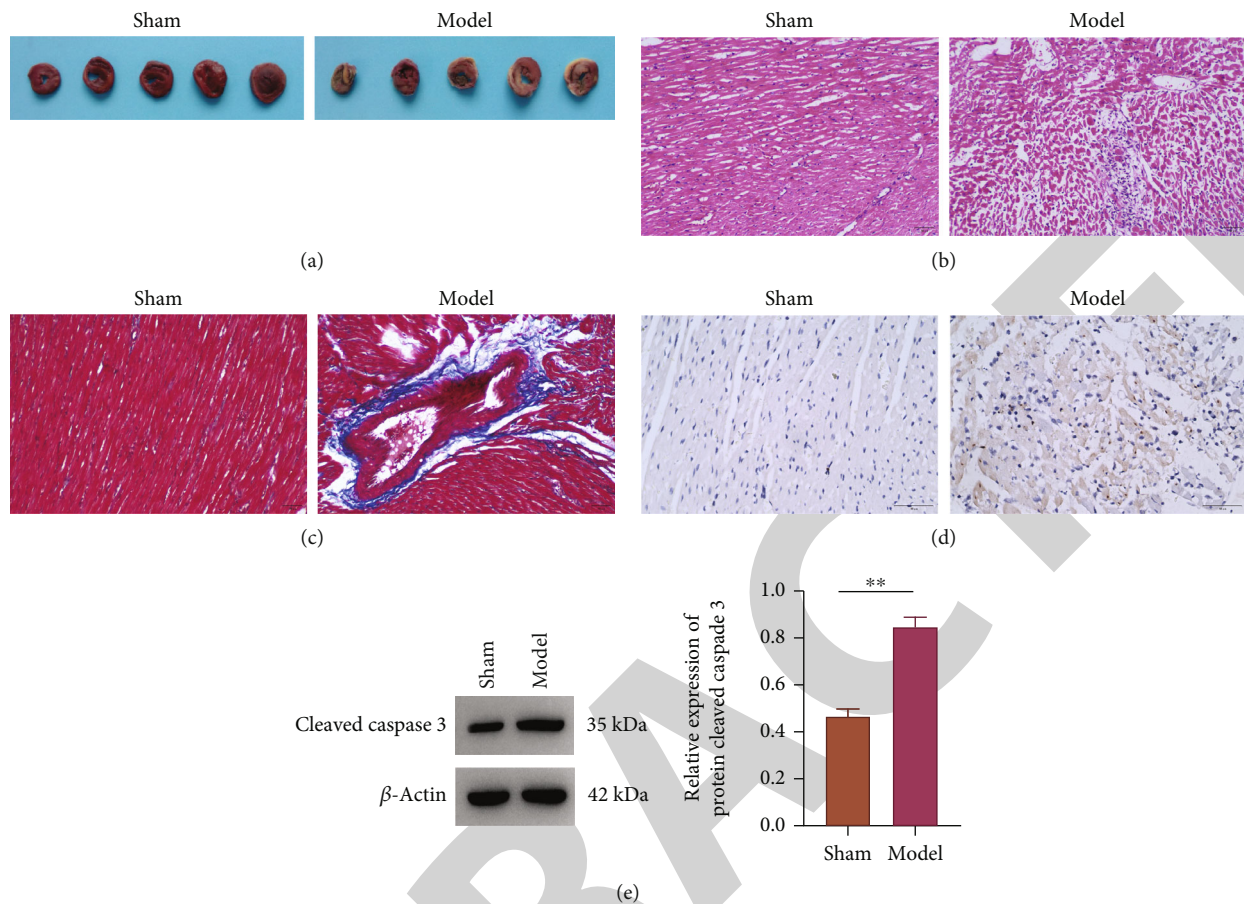 Sham
Model
(a)
Sham
Model
(b)
Sham
Model
(c)
Sham
Model
(d)
Sham
Model
Cleaved caspase 3
35 kDa
β-Actin
42 kDa
Relative expression of
protein cleaved caspade 3
1.0
0.8
0.6
0.4
0.2
0.0
**
Sham
Model
(e)